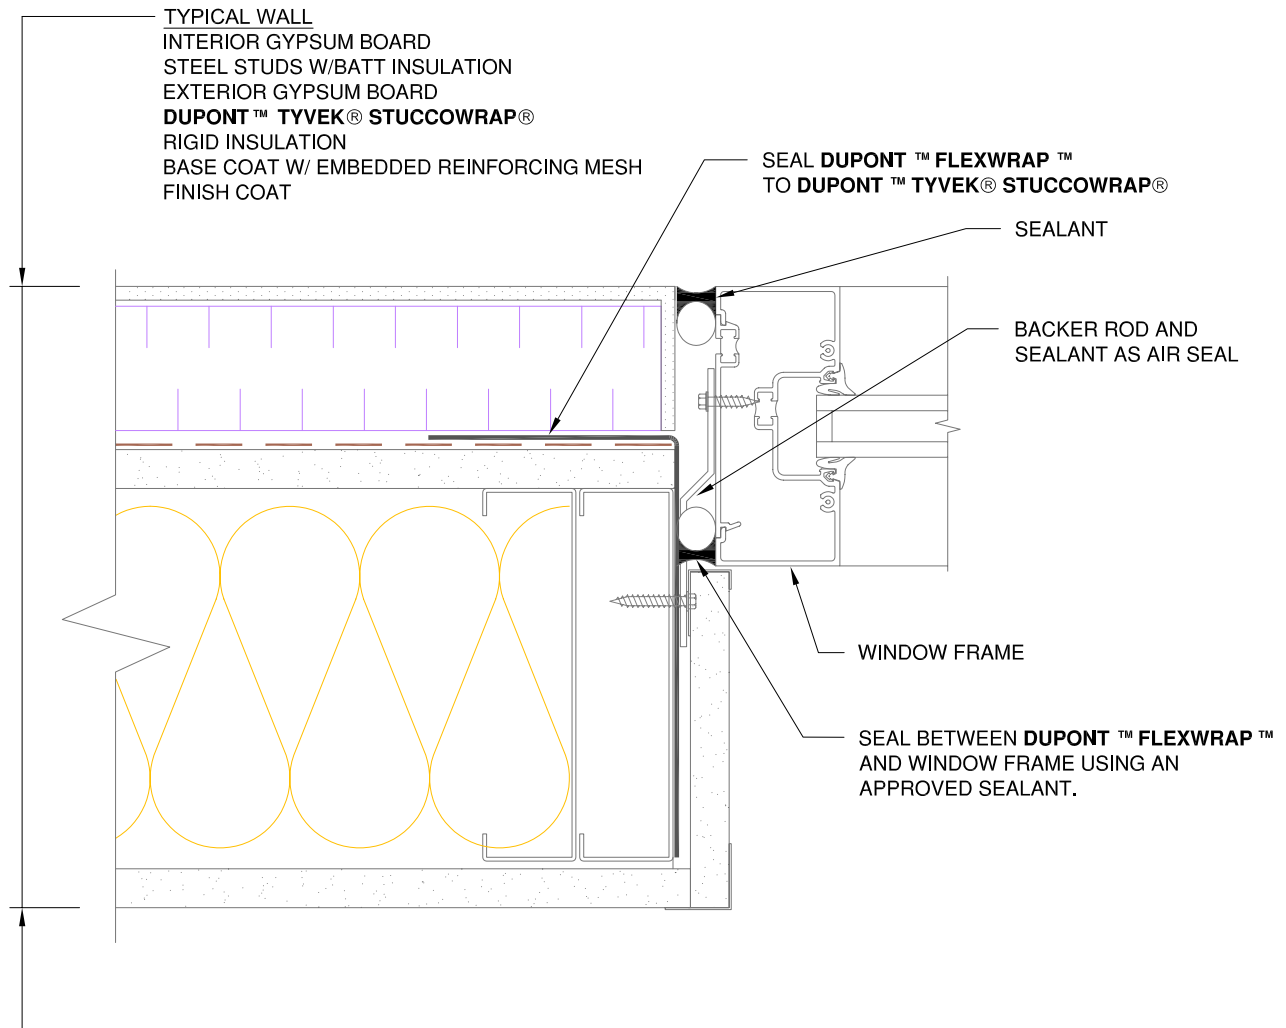 TYPICAL WALL
INTERIOR GYPSUM BOARD
STEEL STUDS W/BATT INSULATION
EXTERIOR GYPSUM BOARD
DUPONT ™ TYVEK® STUCCOWRAP®
RIGID INSULATION
BASE COAT W/ EMBEDDED REINFORCING MESH
FINISH COAT
SEAL DUPONT ™ FLEXWRAP ™
TO DUPONT ™ TYVEK® STUCCOWRAP®
SEALANT
BACKER ROD AND
SEALANT AS AIR SEAL
WINDOW FRAME
SEAL BETWEEN DUPONT ™ FLEXWRAP ™
AND WINDOW FRAME USING AN
APPROVED SEALANT.